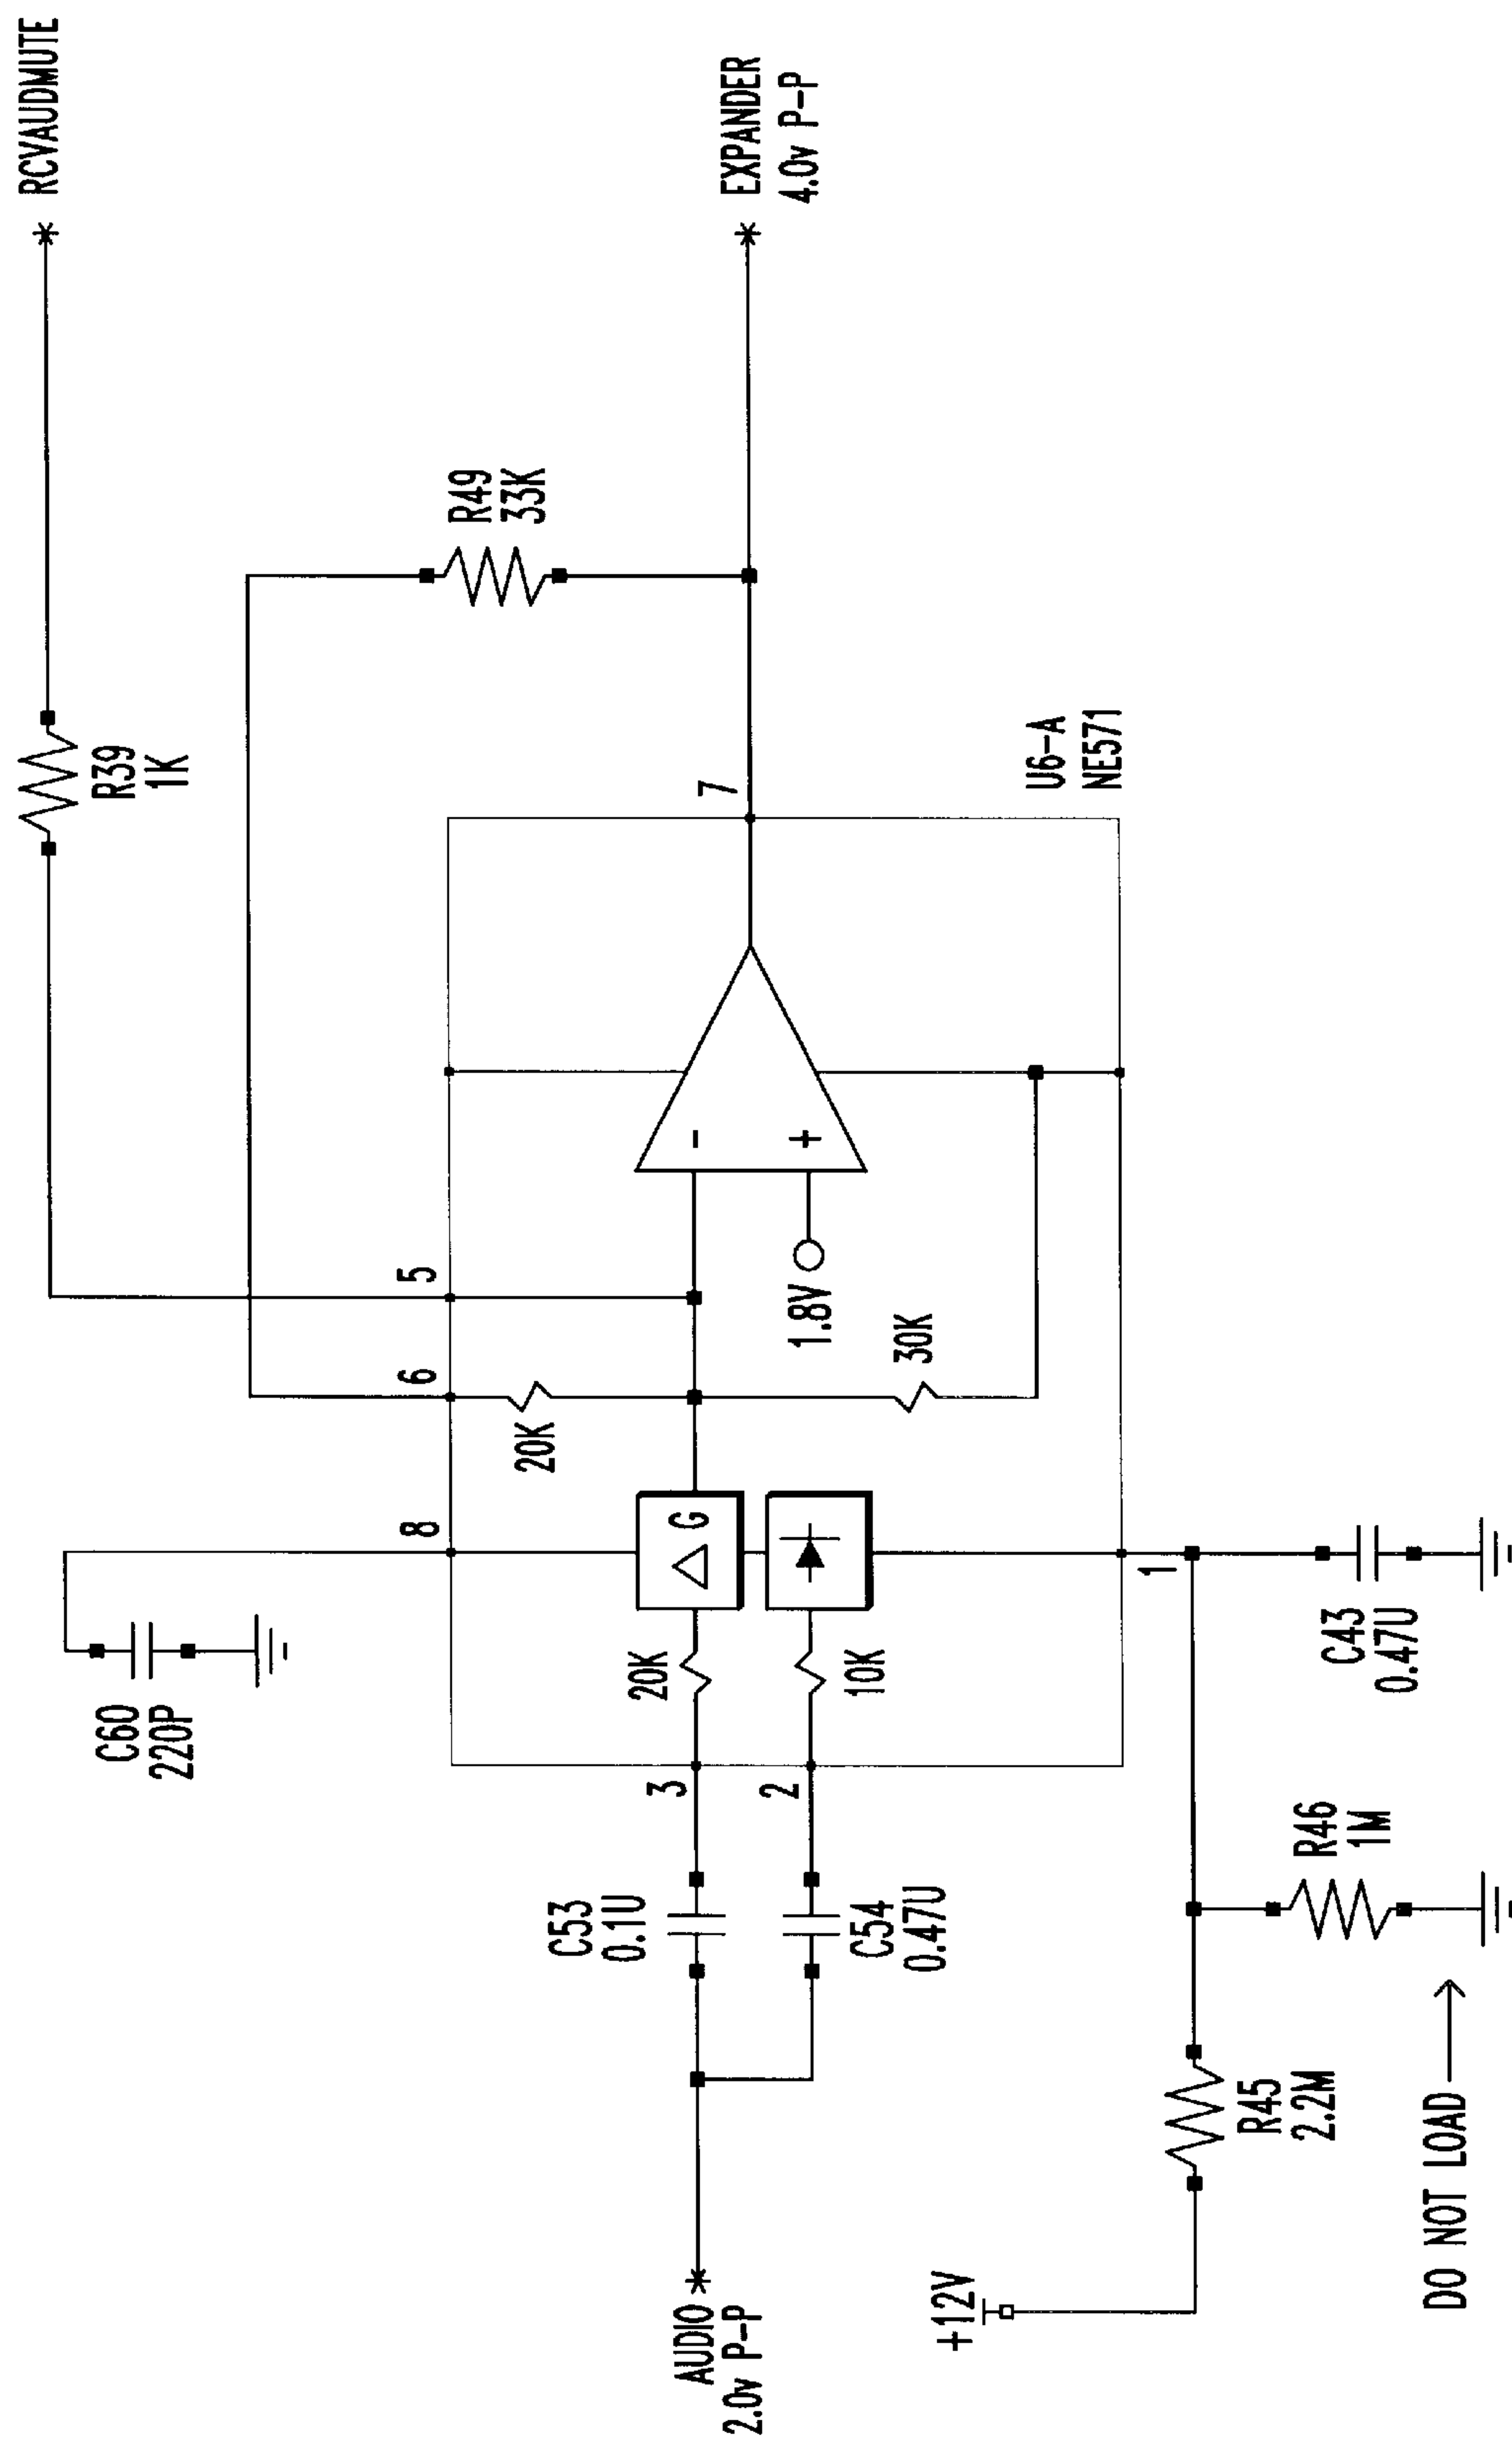 RCVAUDMUTE
R39
1K
C60
220P
R49
33K
8
6
5
20K
EXPANDER
4.0v P-P
7
AUDIO
2.0v P-P
C53
0.1U
3
20K
△ G
-
+
1.8V
2
10K
C54
0.47U
30K
U6-A
NE571
+12V
1
R45
2.2M
R46
1M
C43
0.47U
DO NOT LOAD →